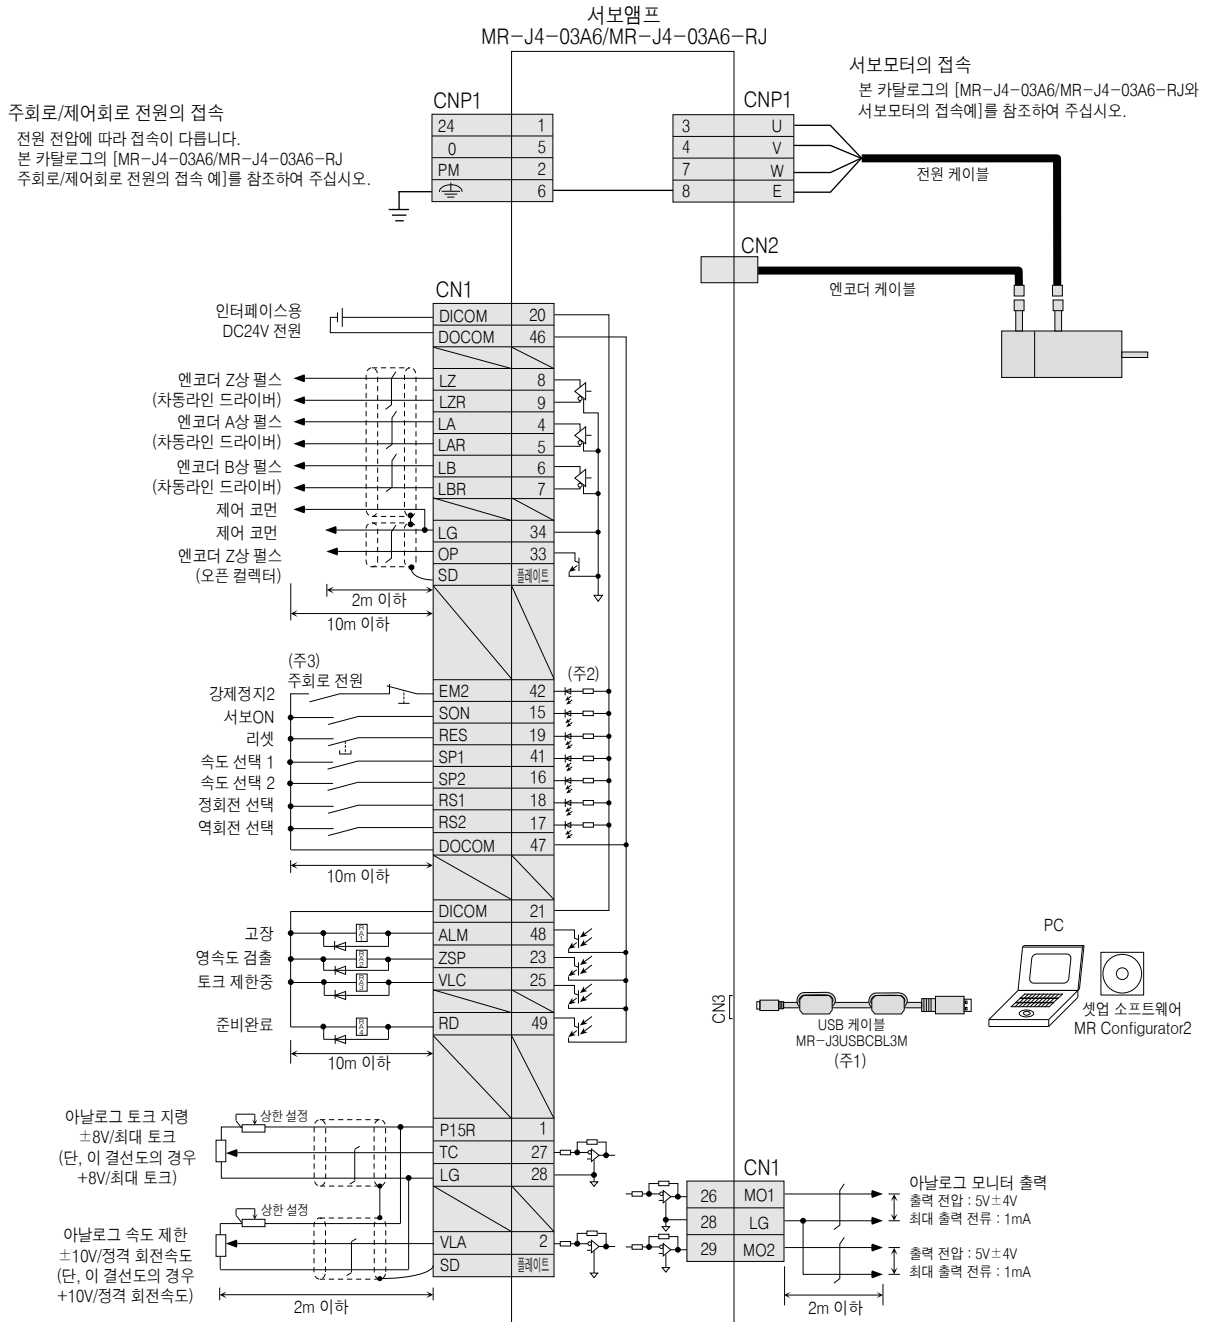 서보앰프
MR-J4-03A6/MR-J4-03A6-RJ
주회로/제어회로 전원의 접속
전원 전압에 따라 접속이 다릅니다.
본 카탈로그의 [MR-J4-03A6/MR-J4-03A6-RJ
주회로/제어회로 전원의 접속 예]를 참조하여 주십시오.
서보모터의 접속
본 카탈로그의 [MR-J4-03A6/MR-J4-03A6-RJ와
서보모터의 접속예]를 참조하여 주십시오.
CNP1
24 1
0 5
PM 2
6
CNP1
3 U
4 V
7 W
8 E
전원 케이블
CN2
엔코더 케이블
CN1
인터페이스용
DC24V 전원
DICOM 20
DOCOM 46
엔코더 Z상 펄스
(차동라인 드라이버)
LZ 8
LZR 9
엔코더 A상 펄스
(차동라인 드라이버)
LA 4
LAR 5
엔코더 B상 펄스
(차동라인 드라이버)
LB 6
LBR 7
제어 코먼
제어 코먼
LG 34
엔코더 Z상 펄스
(오픈 컬렉터)
OP 33
SD 플레이트
2m 이하
10m 이하
(주3)
주회로 전원
(주2)
강제정지2 EM2 42
서보ON SON 15
리셋 RES 19
속도 선택 1 SP1 41
속도 선택 2 SP2 16
정회전 선택 RS1 18
역회전 선택 RS2 17
DOCOM 47
10m 이하
DICOM 21
고장 RA1 ALM 48
영속도 검출 RA2 ZSP 23
토크 제한중 RA3 VLC 25
준비완료 RA4 RD 49
10m 이하
CN3
USB 케이블
MR-J3USBCBL3M
(주1)
PC
셋업 소프트웨어
MR Configurator2
아날로그 토크 지령
±8V/최대 토크
(단, 이 결선도의 경우
+8V/최대 토크)
상한 설정
P15R 1
TC 27
LG 28
아날로그 속도 제한
±10V/정격 회전속도
(단, 이 결선도의 경우
+10V/정격 회전속도)
상한 설정
VLA 2
SD 플레이트
2m 이하
CN1
26 MO1
28 LG
29 MO2
아날로그 모니터 출력
출력 전압 : 5V±4V
최대 출력 전류 : 1mA
출력 전압 : 5V±4V
최대 출력 전류 : 1mA
2m 이하